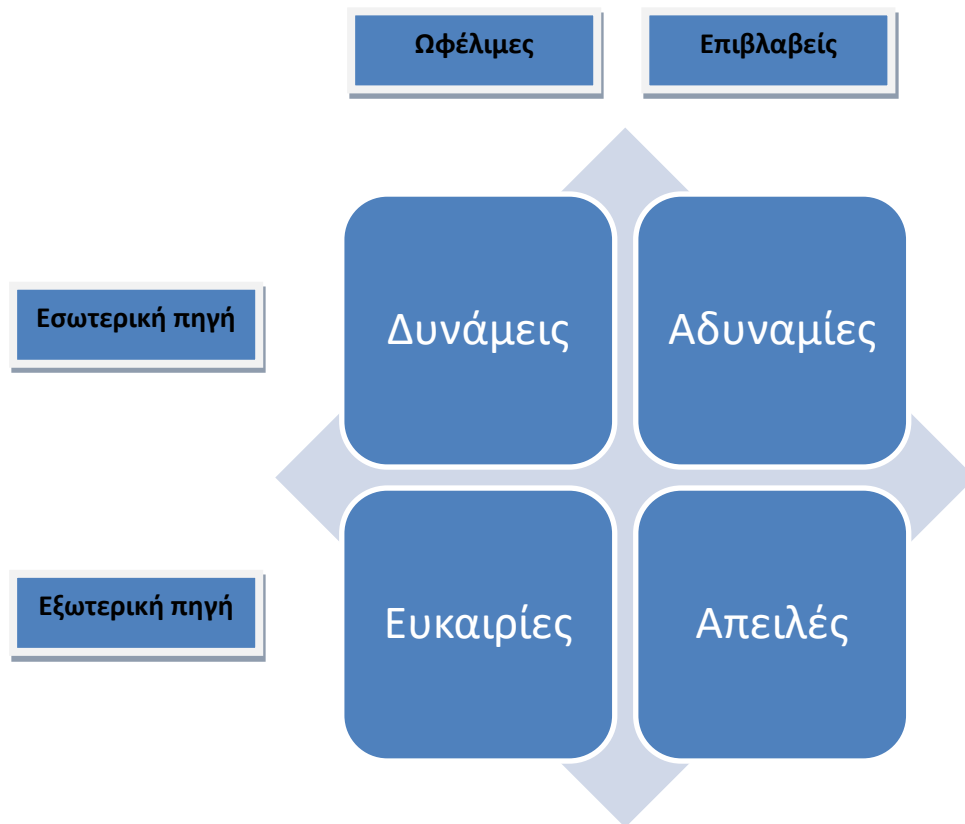 Ωφέλιμες
Επιβλαβείς
Εσωτερική πηγή
Δυνάμεις
Αδυναμίες
Εξωτερική πηγή
Ευκαιρίες
Απειλές